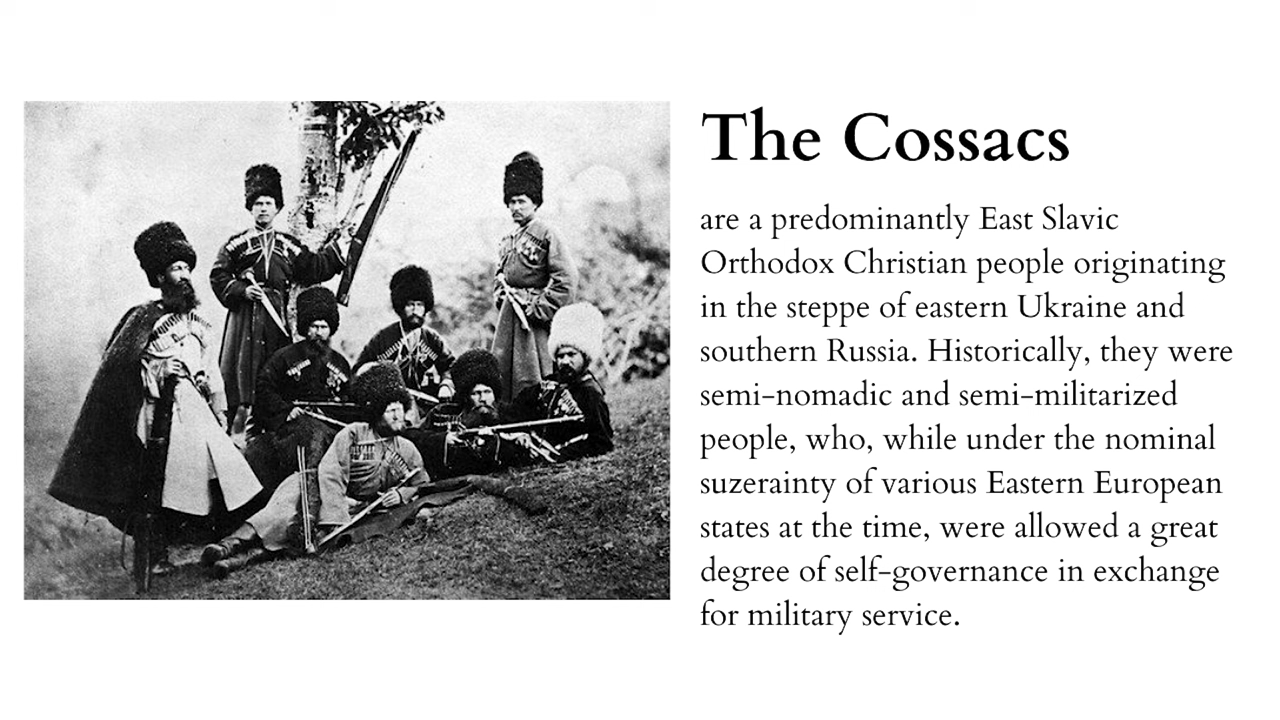 The Cossacs
are a predominantly East Slavic
Orthodox Christian people originating
in the steppe of eastern Ukraine and
southern Russia. Historically, they were
semi-nomadic and semi-militarized
people, who, while under the nominal
suzerainty of various Eastern European
states at the time, were allowed a great
degree of self-governance in exchange
for military service.